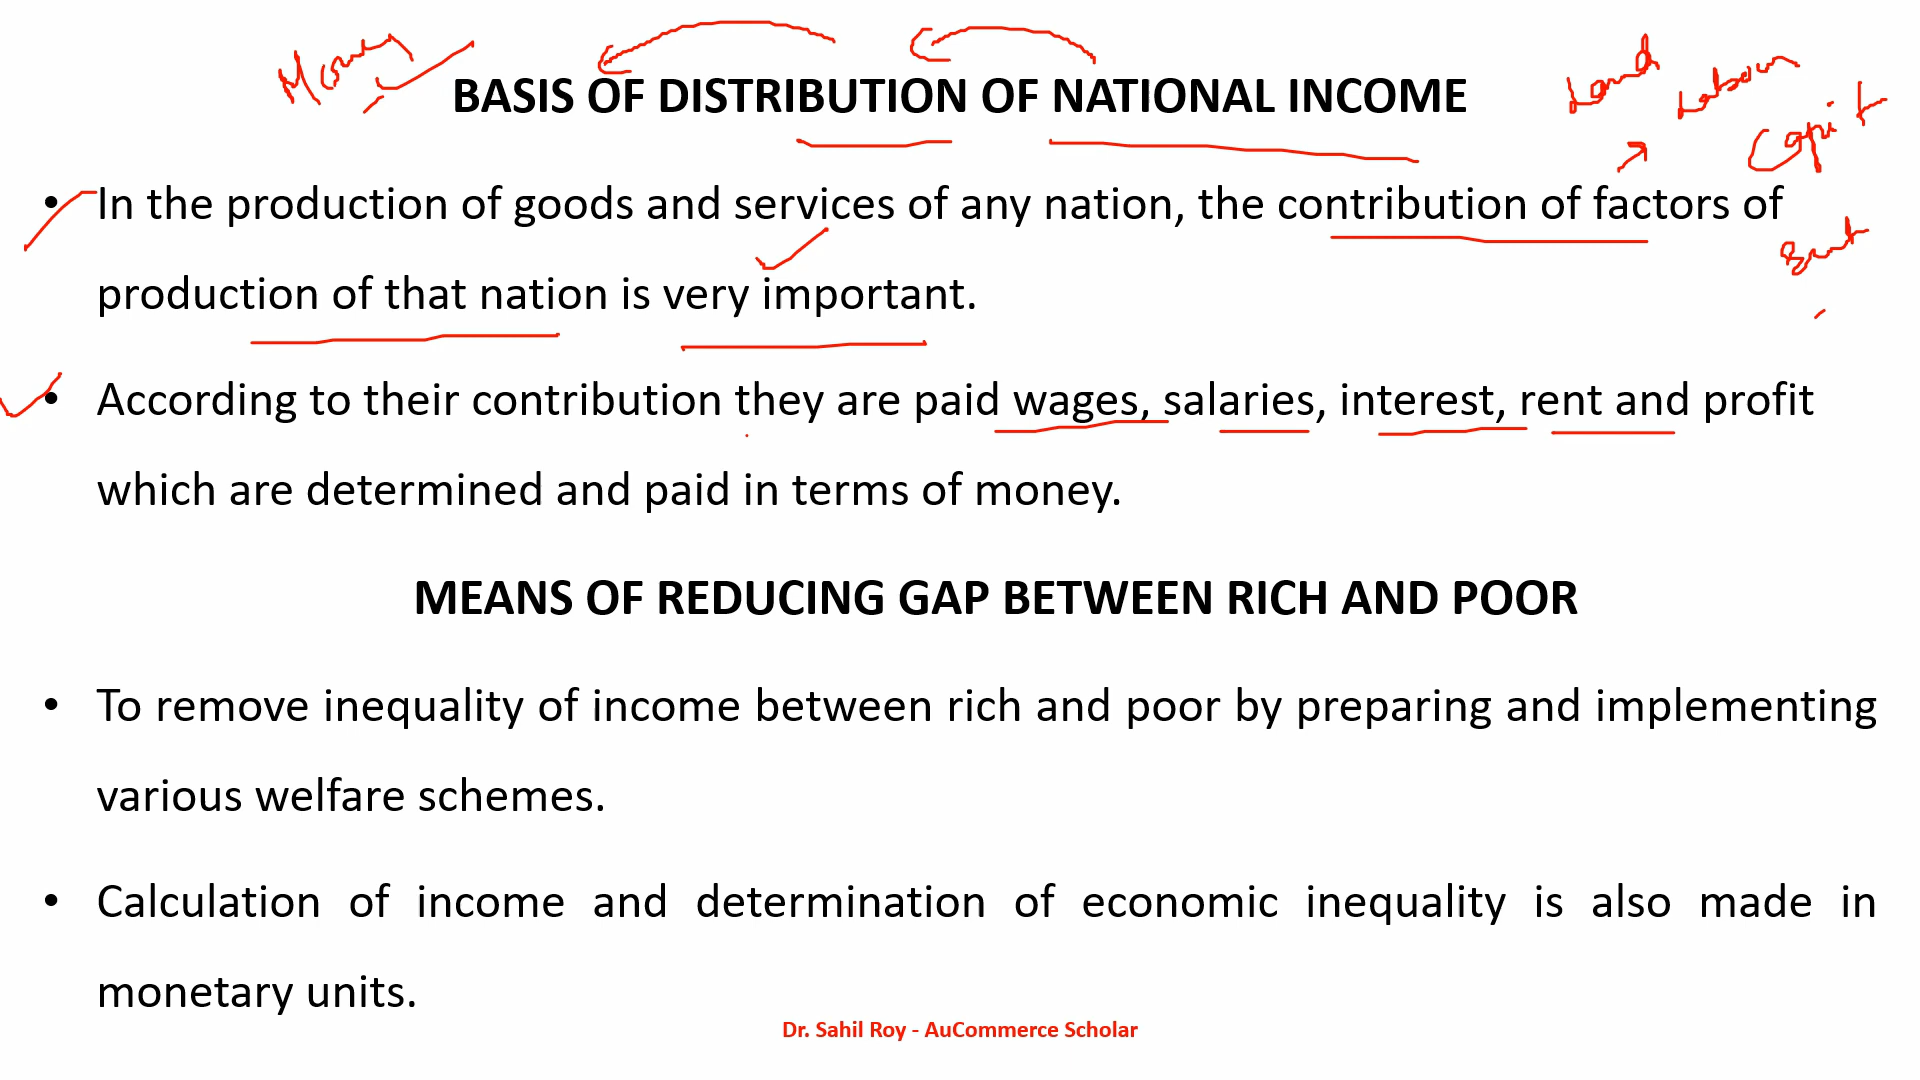 Money
Land
Labour
BASIS OF DISTRIBUTION OF NATIONAL INCOME
Capit
• In the production of goods and services of any nation, the contribution of factors of
production of that nation is very important.
• According to their contribution they are paid wages, salaries, interest, rent and profit
which are determined and paid in terms of money.
MEANS OF REDUCING GAP BETWEEN RICH AND POOR
• To remove inequality of income between rich and poor by preparing and implementing
various welfare schemes.
• Calculation of income and determination of economic inequality is also made in
monetary units.
Dr. Sahil Roy - AuCommerce Scholar